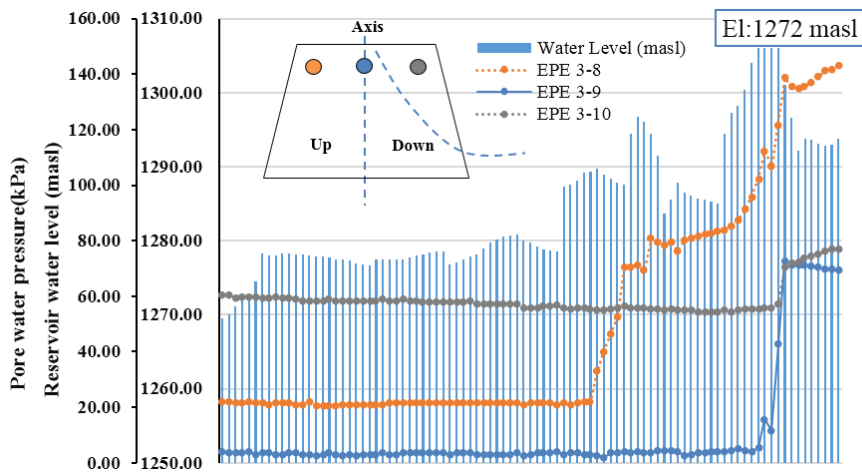 160.00
140.00
120.00
100.00
80.00
60.00
40.00
20.00
0.00
Pore water pressure(kPa)
Reservoir water level (masl)
1310.00
1300.00
1290.00
1280.00
1270.00
1260.00
1250.00
Axis
Up
Down
Water Level (masl)
EPE 3-8
EPE 3-9
EPE 3-10
El:1272 masl